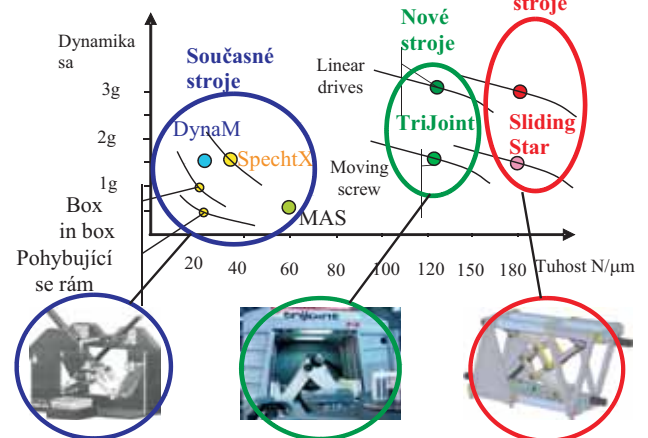 stroje
Nové
stroje
Dynamika
sa
Současné
stroje
Linear
drives
3g
DynaM
TriJoint
Sliding
Star
2g
SpechtX
Moving
screw
1g
Box
in box
MAS
Pohybující
se rám
20
40
60
80
100
120
150
180
Tuhost N/μm